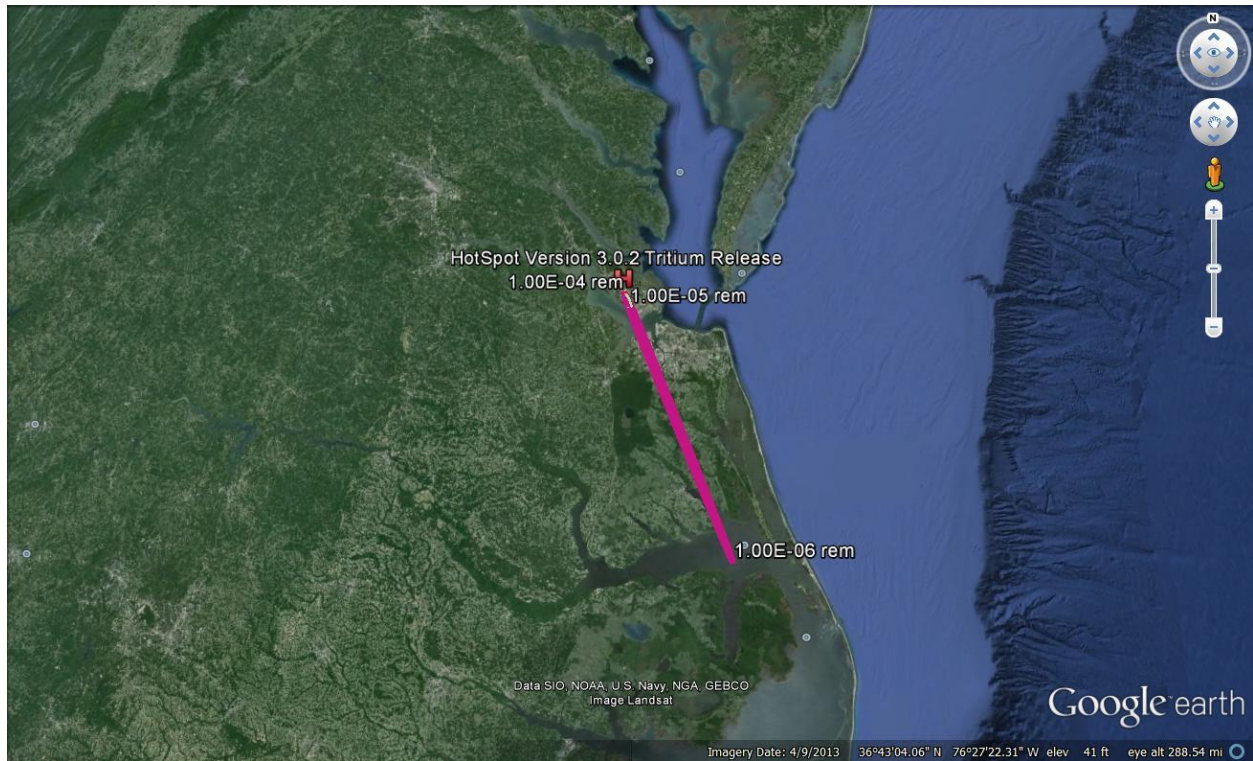 N
HotSpot Version 3.0.2 Tritium Release
H
1.00E-04 rem
1.00E-05 rem
1.00E-06 rem
Data SIO, NOAA, U.S. Navy, NGA, GEBCO
Image Landsat
Google earth
Imagery Date: 4/9/2013 36°43'04.06" N 76°27'22.31" W elev 41 ft eye alt 288.54 mi